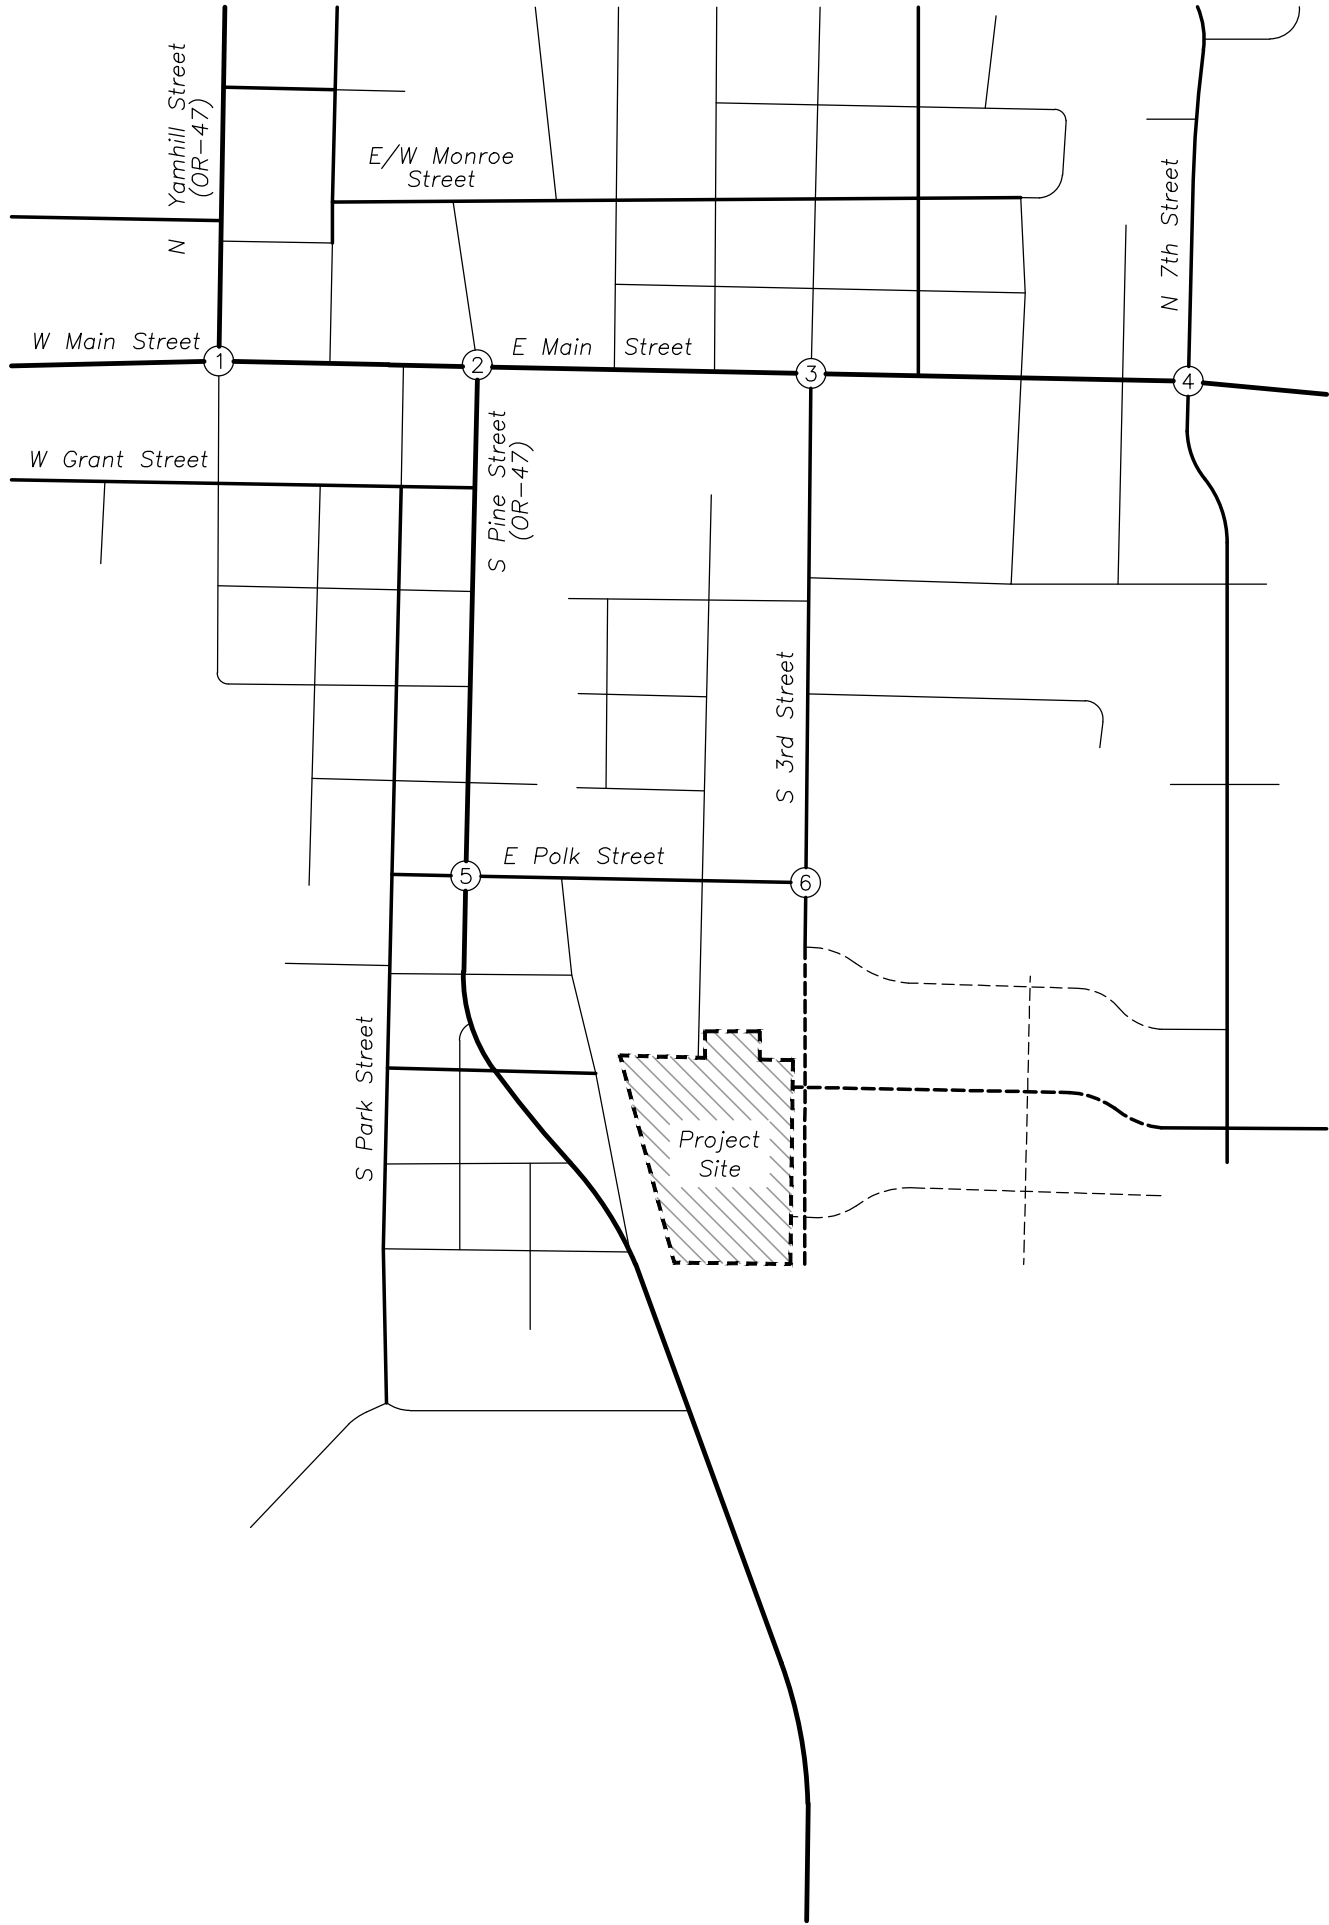 N Yamhill Street
(OR-47)
E/W Monroe
Street
N 7th Street
W Main Street
1
2
E Main Street
3
4
W Grant Street
S Pine Street
(OR-47)
S 3rd Street
5
E Polk Street
6
S Park Street
Project
Site